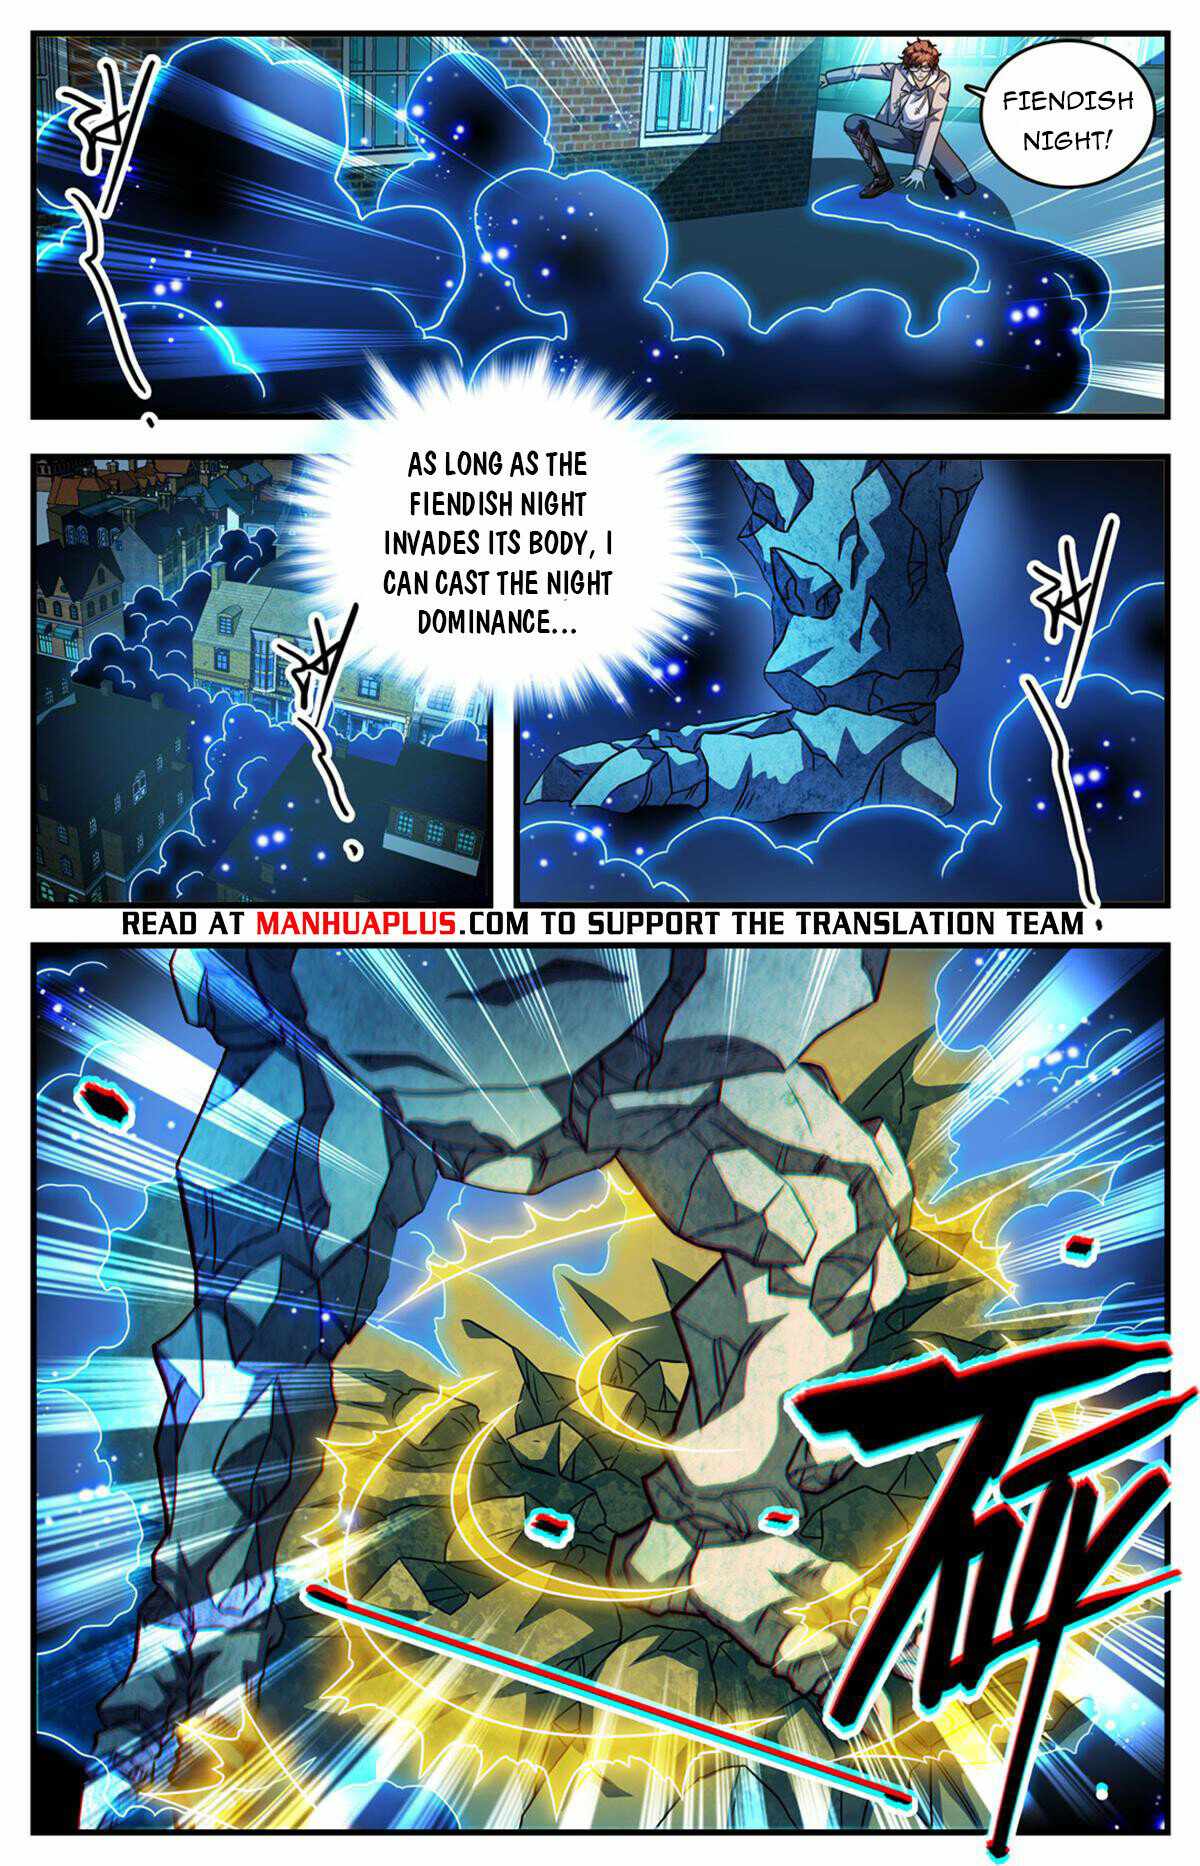 FIENDISH
NIGHT!
AS LONG AS THE
FIENDISH NIGHT
INVADES ITS BODY, I
CAN CAST THE NIGHT
DOMINANCE...
READ AT MANHUAPLUS.COM TO SUPPORT THE TRANSLATION TEAM